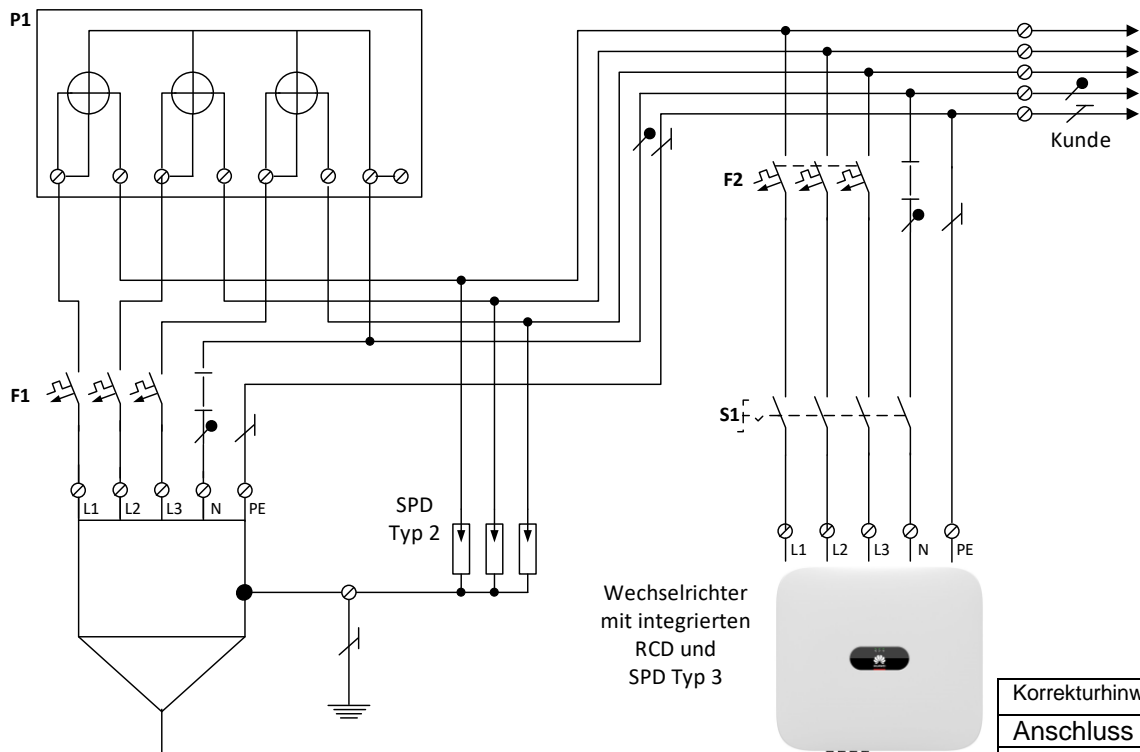 P1
Kunde
F2
F1
S1
L1 L2 L3 N PE
SPD
Typ 2
L1 L2 L3 N PE
Wechselrichter
mit integrierten
RCD und
SPD Typ 3
Korrekturhinw
Anschluss